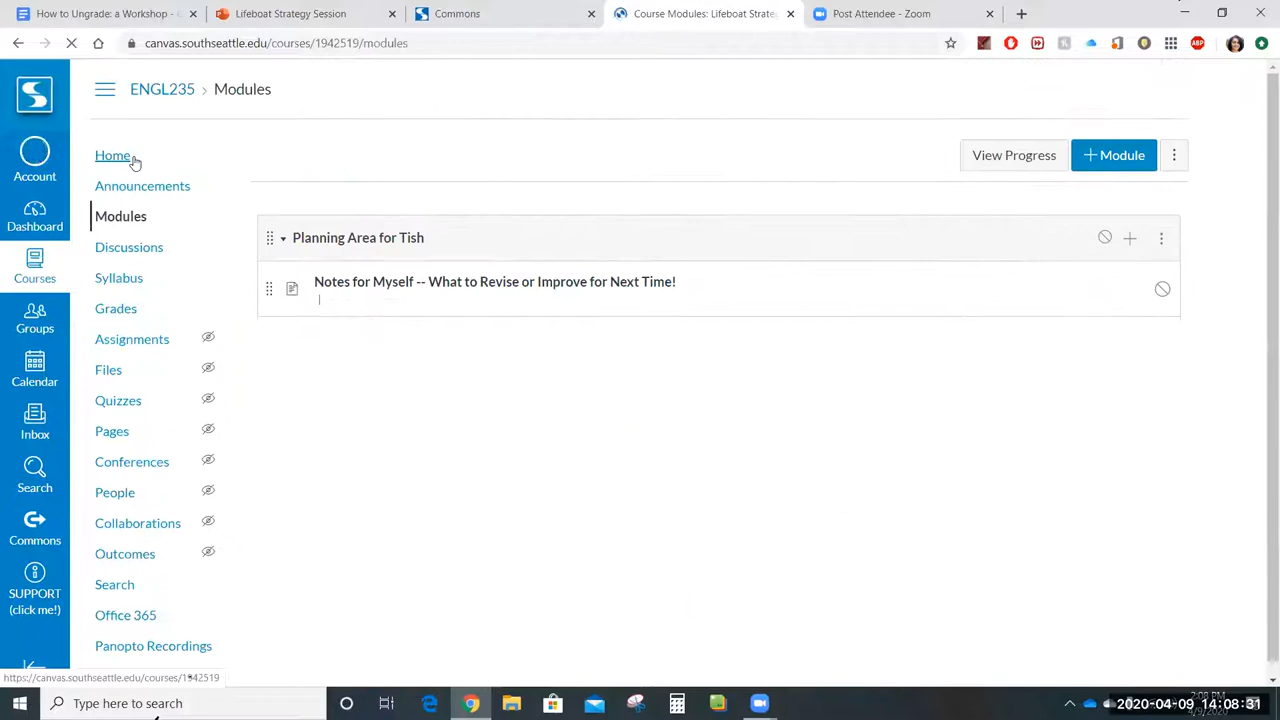 How to Ungrade: a Workshop -
Lifeboat Strategy Session
Commons
Course Modules: Lifeboat Strate
Post Attendee - Zoom
canvas.southseattle.edu/courses/1942519/modules
ABP
ENGL235 › Modules
Account
Dashboard
Courses
Groups
Calendar
Inbox
Search
Commons
SUPPORT
(click me!)
Home
Announcements
Modules
Discussions
Syllabus
Grades
Assignments
Files
Quizzes
Pages
Conferences
People
Collaborations
Outcomes
Search
Office 365
Panopto Recordings
View Progress
+ Module
Planning Area for Tish
Notes for Myself -- What to Revise or Improve for Next Time!
https://canvas.southseattle.edu/courses/1942519
Type here to search
2:08 PM
2020-04-09 14:08:31